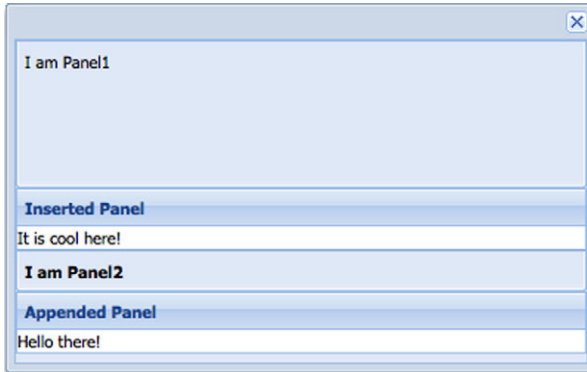 I am Panel1
Inserted Panel
It is cool here!
I am Panel2
Appended Panel
Hello there!